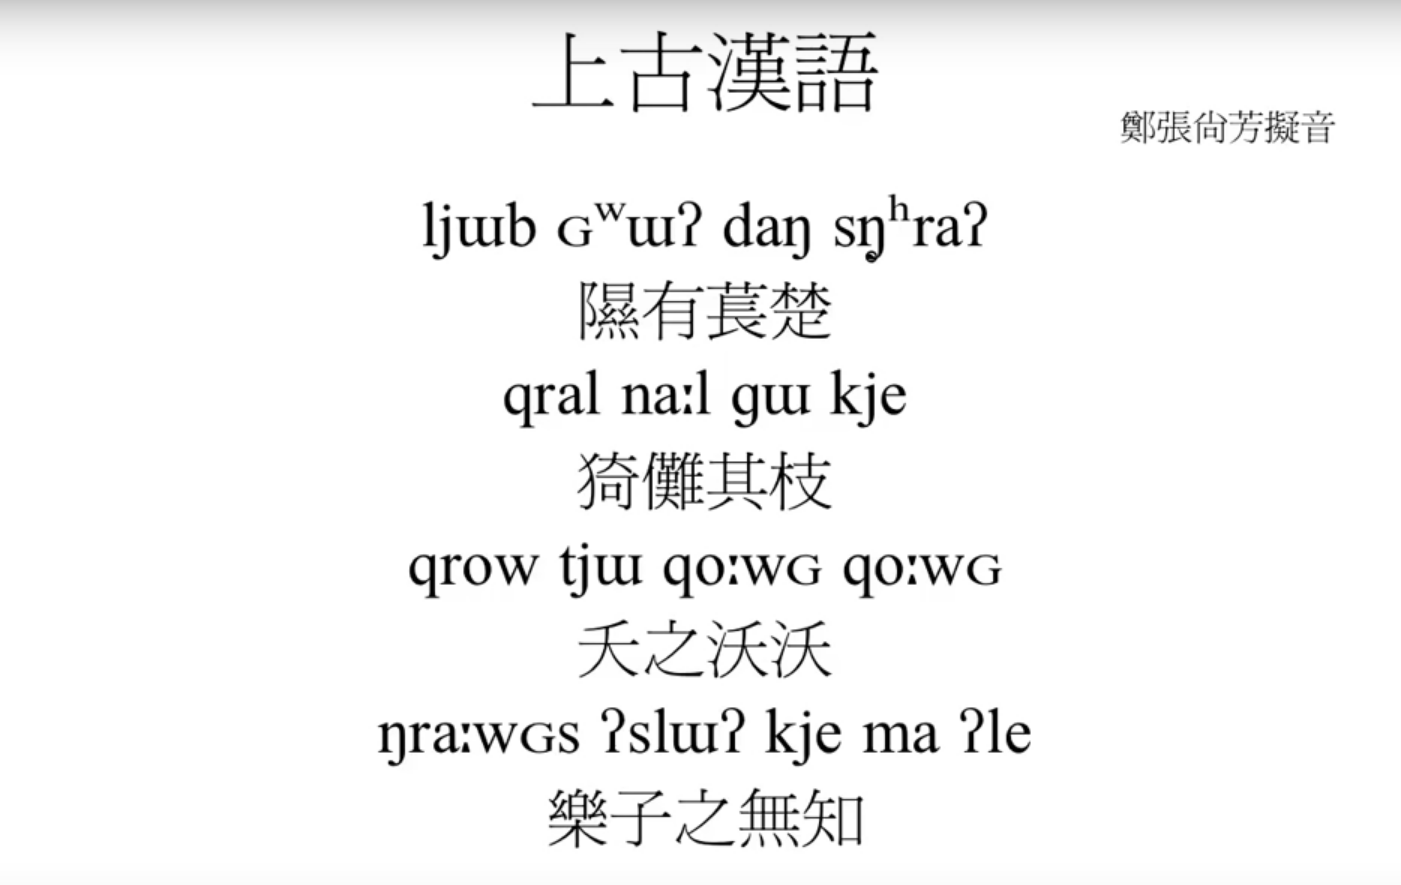 上古漢語
鄭張尙芳擬音
ljɯb ɢʷɯʔ daŋ sŋ̊ʰraʔ
隰有萇楚
qral naːl ɡɯ kje
猗儺其枝
qrow tjɯ qoːwɢ qoːwɢ
夭之沃沃
ŋraːwɢs ʔslɯʔ kje ma ʔle
樂子之無知